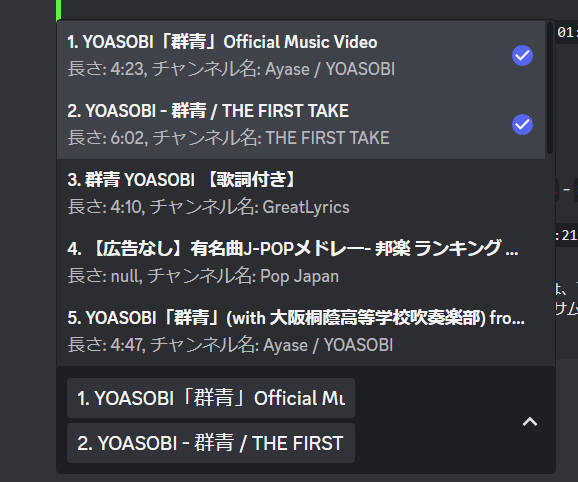 1. YOASOBI「群青」Official Music Video
長さ: 4:23, チャンネル名: Ayase / YOASOBI
2. YOASOBI - 群青 / THE FIRST TAKE
長さ: 6:02, チャンネル名: THE FIRST TAKE
3. 群青 YOASOBI 【歌詞付き】
長さ: 4:10, チャンネル名: GreatLyrics
4. 【広告なし】有名曲J-POPメドレー- 邦楽 ランキング ...
長さ: null, チャンネル名: Pop Japan
5. YOASOBI「群青」(with 大阪桐蔭高等学校吹奏楽部) fro...
長さ: 4:47, チャンネル名: Ayase / YOASOBI
1. YOASOBI「群青」Official Mu
2. YOASOBI - 群青 / THE FIRST
01:
-
:21
サム